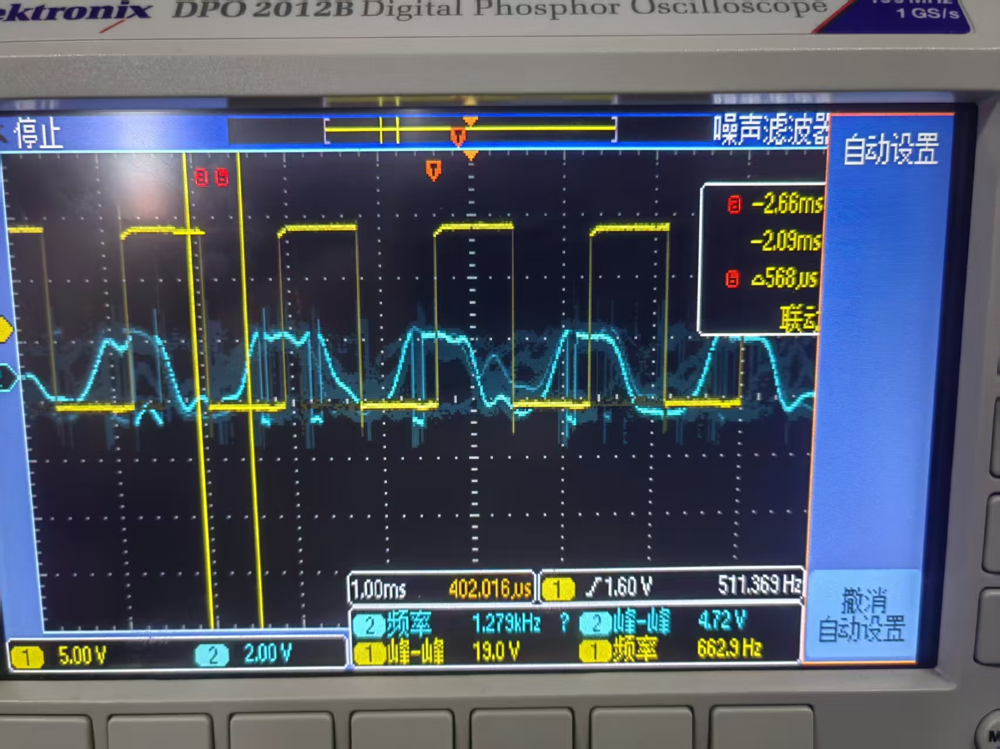 ektronix DPO 2012B Digital Phosphor Oscilloscope
1 GS/s
停止
噪声滤波器
自动设置
a b
T
T
a -2.66ms
-2.09ms
b △568µs
1.00ms 402.016µs
1 1.60 V 511.369 Hz
2 频率 1.279kHz ? 2 峰-峰 4.72 V
1 峰-峰 19.0 V 1 频率 662.9 Hz
1 5.00 V 2 2.00 V
撤消
自动设置
M